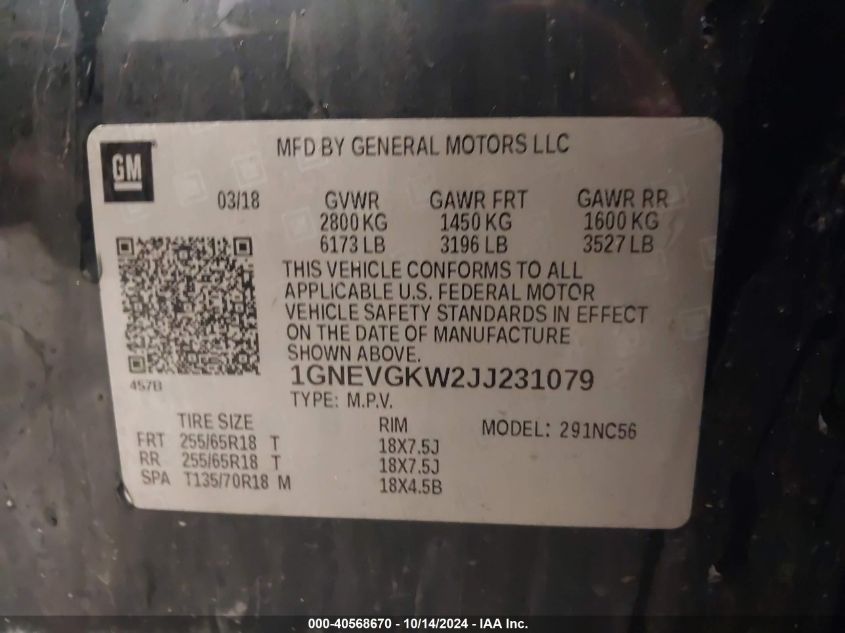 GM
MFD BY GENERAL MOTORS LLC
03/18 GVWR GAWR FRT GAWR RR
2800 KG 1450 KG 1600 KG
6173 LB 3196 LB 3527 LB
THIS VEHICLE CONFORMS TO ALL
APPLICABLE U.S. FEDERAL MOTOR
VEHICLE SAFETY STANDARDS IN EFFECT
ON THE DATE OF MANUFACTURE
SHOWN ABOVE.
457B
1GNEVGKW2JJ231079
TYPE: M.P.V.
TIRE SIZE RIM MODEL: 291NC56
FRT 255/65R18 T 18X7.5J
RR 255/65R18 T 18X7.5J
SPA T135/70R18 M 18X4.5B
000-40568670 - 10/14/2024 - IAA Inc.